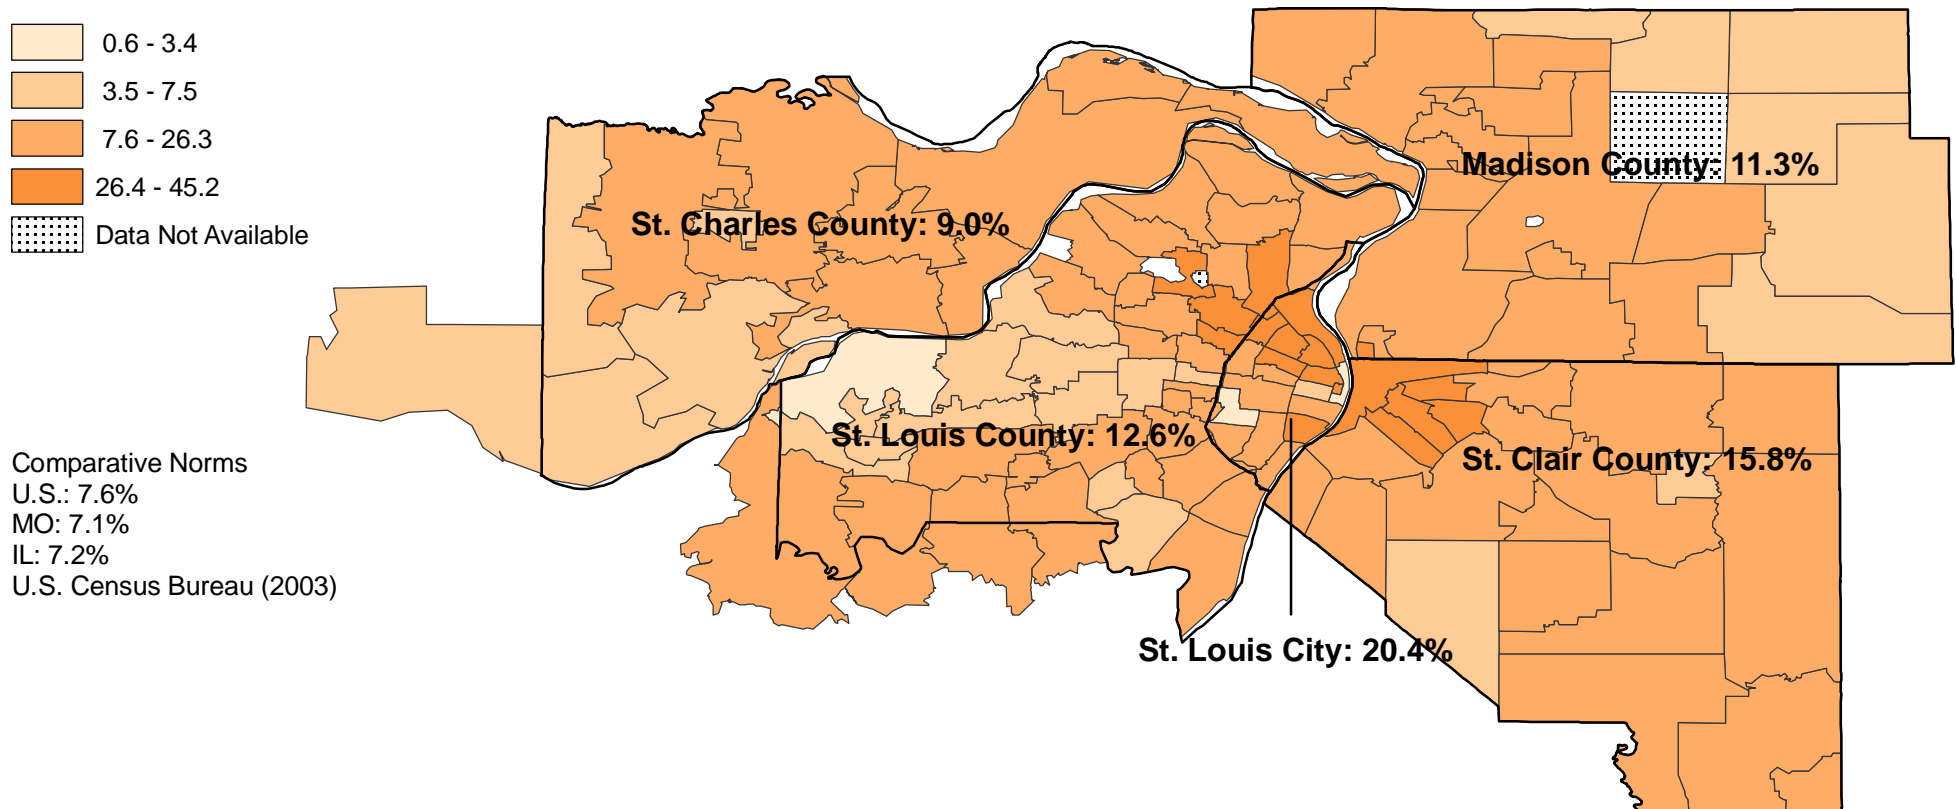 0.6 - 3.4
3.5 - 7.5
7.6 - 26.3
26.4 - 45.2
Data Not Available
Madison County: 11.3%
St. Charles County: 9.0%
St. Louis County: 12.6%
St. Clair County: 15.8%
St. Louis City: 20.4%
Comparative Norms
U.S.: 7.6%
MO: 7.1%
IL: 7.2%
U.S. Census Bureau (2003)